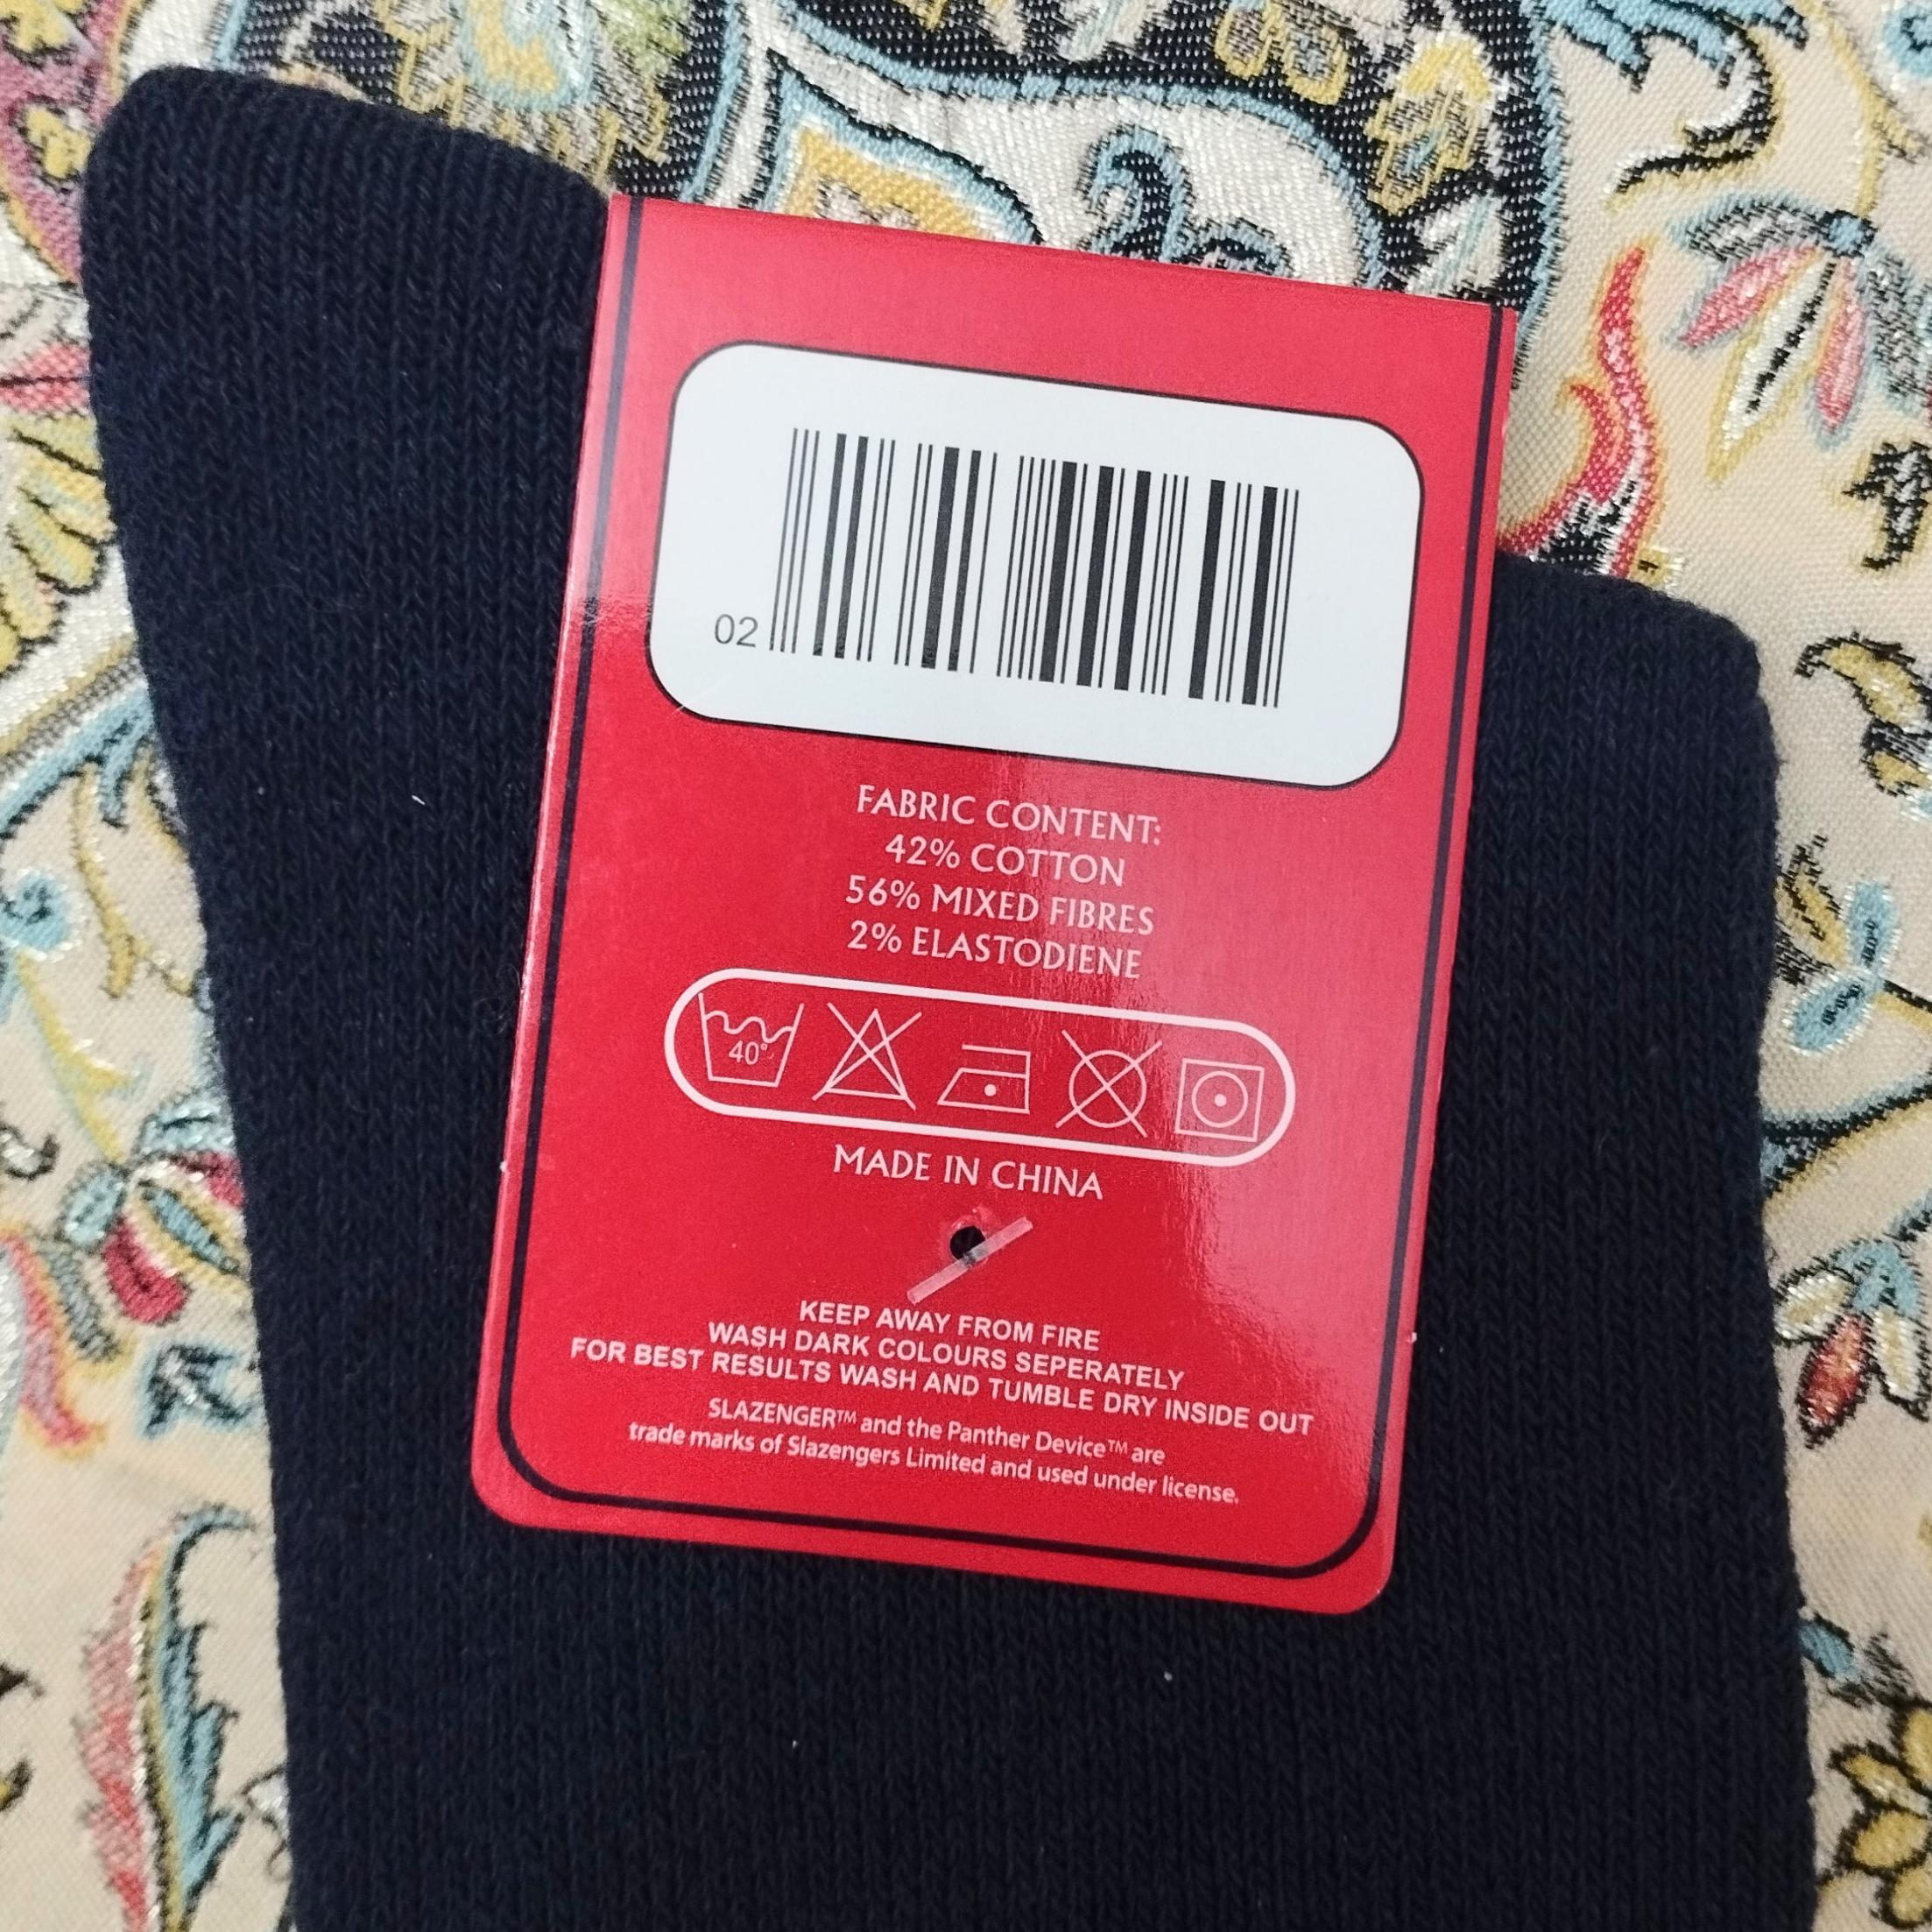 02
FABRIC CONTENT:
42% COTTON
56% MIXED FIBRES
2% ELASTODIENE
40°
MADE IN CHINA
KEEP AWAY FROM FIRE
WASH DARK COLOURS SEPERATELY
FOR BEST RESULTS WASH AND TUMBLE DRY INSIDE OUT
SLAZENGER™ and the Panther Device™ are
trade marks of Slazengers Limited and used under license.